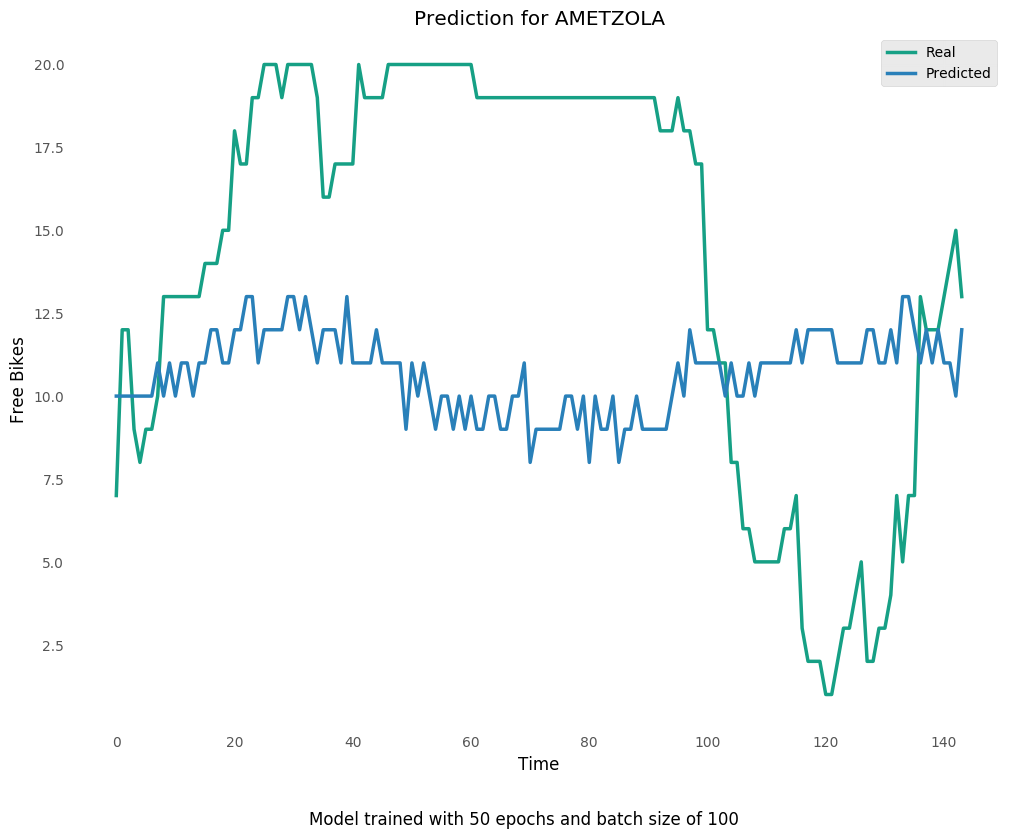 Prediction for AMETZOLA
Real
Predicted
20.0
17.5
15.0
12.5
10.0
7.5
5.0
2.5
Free Bikes
0 20 40 60 80 100 120 140
Time
Model trained with 50 epochs and batch size of 100